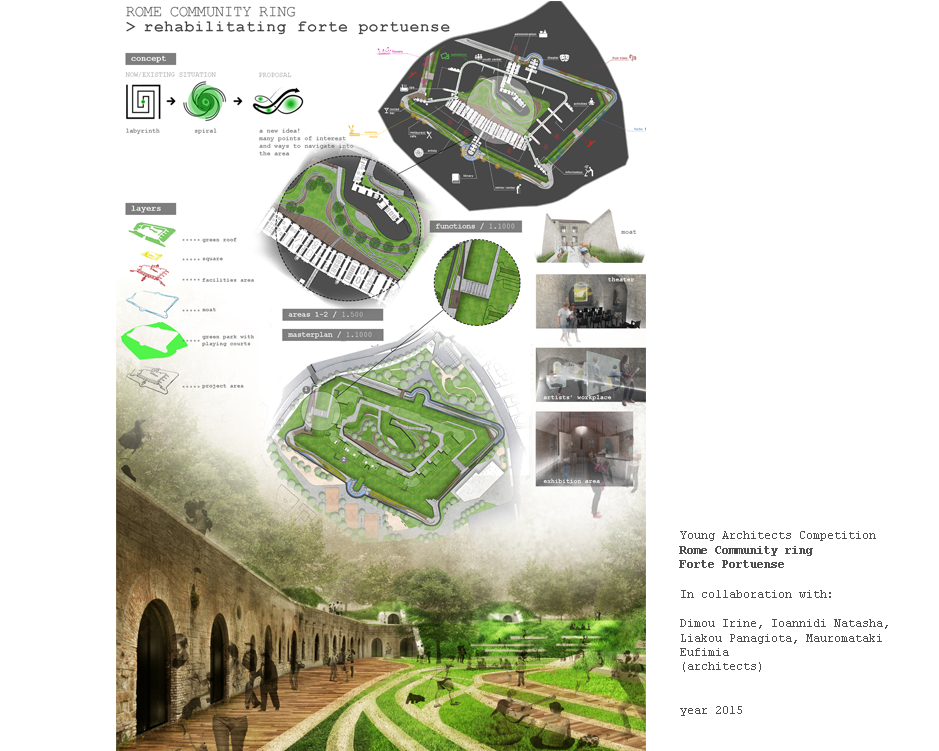 ROME COMMUNITY RING
> rehabilitating forte portuense
concept
NOW/EXISTING SITUATION
PROPOSAL
labyrinth
spiral
a new idea!
many points of interest
and ways to navigate into
the area
layers
green roof
square
facilities area
moat
green park with
playing courts
project area
functions / 1.1000
areas 1-2 / 1.500
masterplan / 1.1000
moat
theater
artists' workplace
exhibition area
Young Architects Competition
Rome Community ring
Forte Portuense
In collaboration with:
Dimou Irine, Ioannidi Natasha,
Liakou Panagiota, Mauromataki
Eufimia
(architects)
year 2015